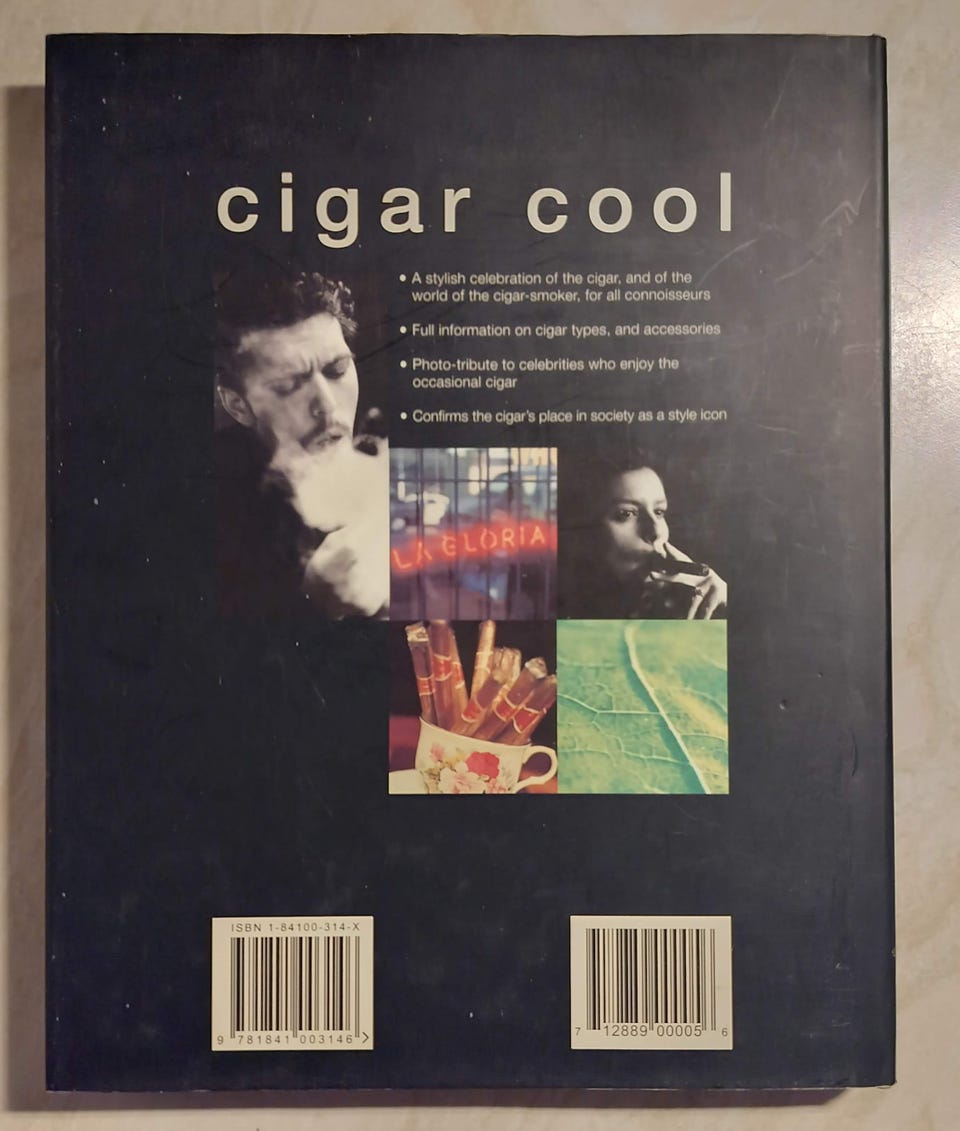 cigar cool
• A stylish celebration of the cigar, and of the
world of the cigar-smoker, for all connoisseurs
• Full information on cigar types, and accessories
• Photo-tribute to celebrities who enjoy the
occasional cigar
• Confirms the cigar's place in society as a style icon
LA GLORIA
ISBN 1-84100-314-X
9 781841 003146 >
7 12889 00005 6